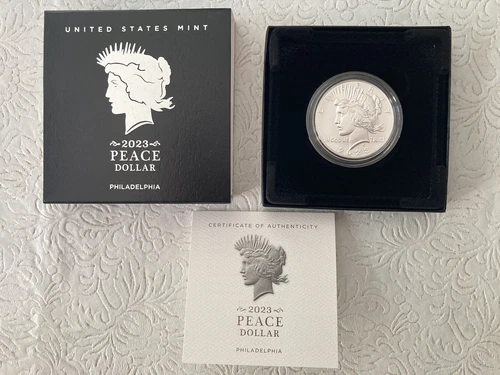 UNITED STATES MINT
2023
PEACE
DOLLAR
PHILADELPHIA
CERTIFICATE OF AUTHENTICITY
2023
PEACE
DOLLAR
PHILADELPHIA